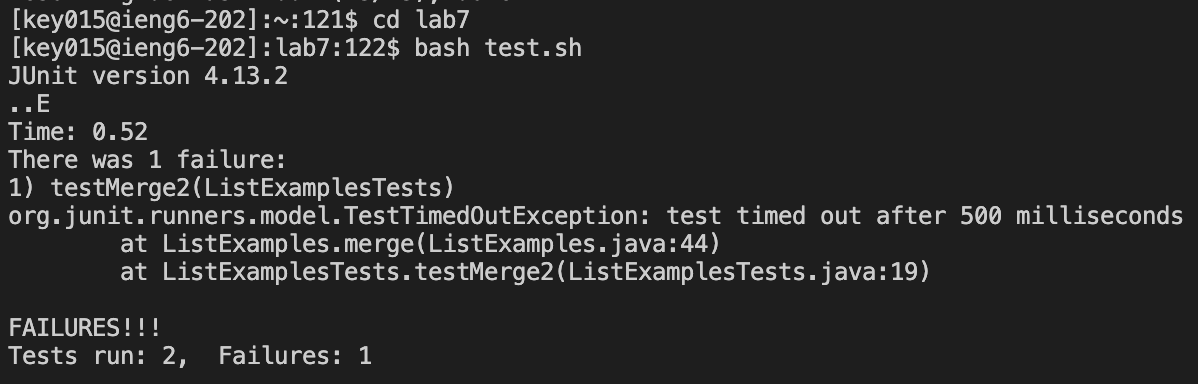 [key015@ieng6-202]:~:121$ cd lab7
[key015@ieng6-202]:lab7:122$ bash test.sh
JUnit version 4.13.2
..E
Time: 0.52
There was 1 failure:
1) testMerge2(ListExamplesTests)
org.junit.runners.model.TestTimedOutException: test timed out after 500 milliseconds
        at ListExamples.merge(ListExamples.java:44)
        at ListExamplesTests.testMerge2(ListExamplesTests.java:19)

FAILURES!!!
Tests run: 2,  Failures: 1